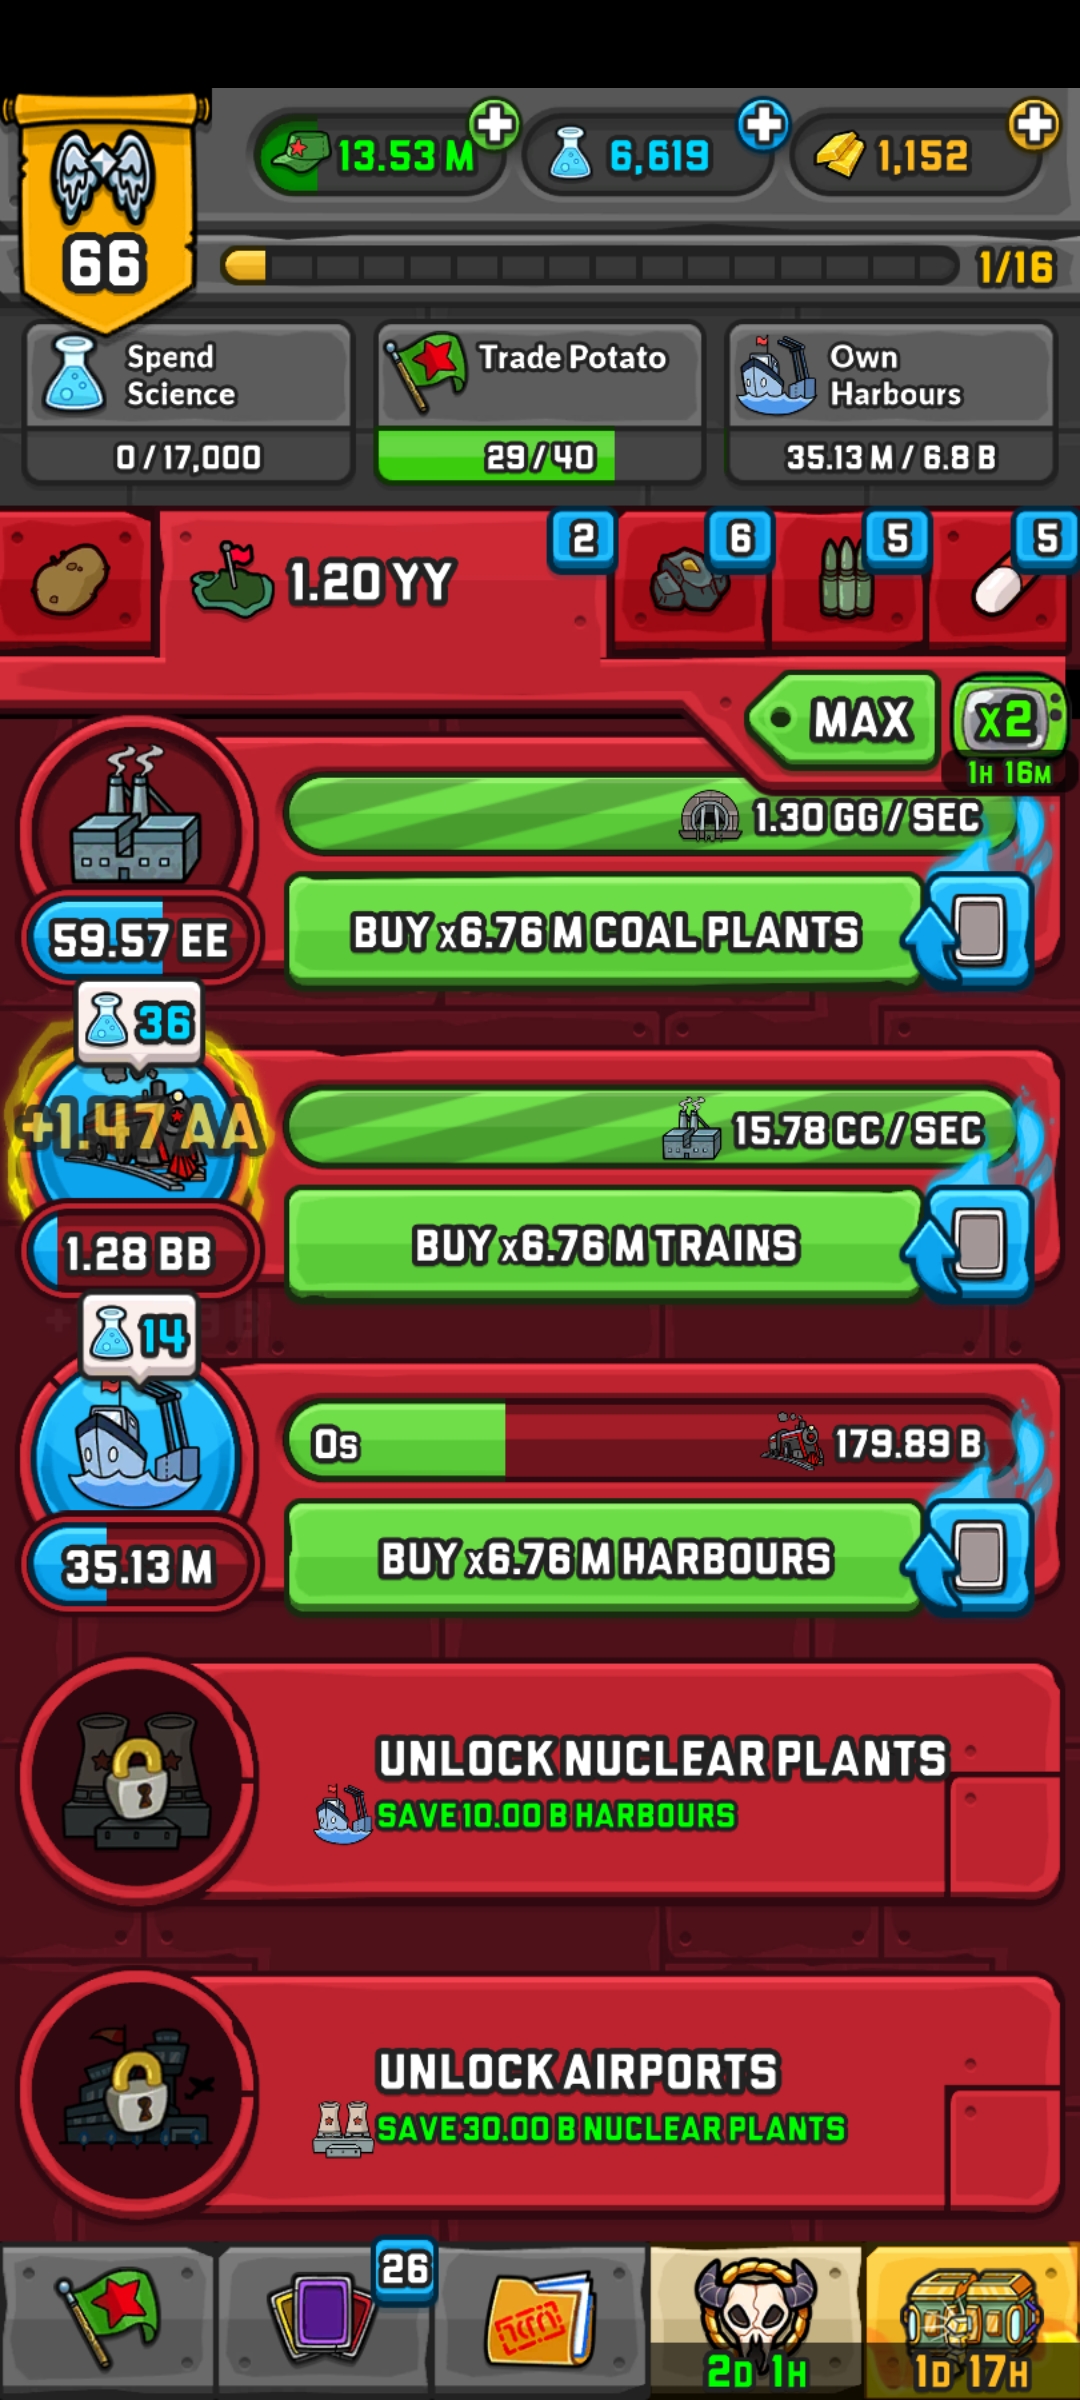 66
13.53 M
6,619
1,152
1/16
Spend
Science
0/17,000
Trade Potato
29/40
Own
Harbours
35.13 M / 6.8 B
1.20 YY
2
6
5
5
MAX
x2
1H 16M
1.30 GG / SEC
59.57 EE
BUY x6.76 M COAL PLANTS
36
+1.47 AA
15.78 CC / SEC
1.28 BB
BUY x6.76 M TRAINS
14
0s
179.89 B
35.13 M
BUY x6.76 M HARBOURS
UNLOCK NUCLEAR PLANTS
SAVE 10.00 B HARBOURS
UNLOCK AIRPORTS
SAVE 30.00 B NUCLEAR PLANTS
26
2D 1H
1D 17H